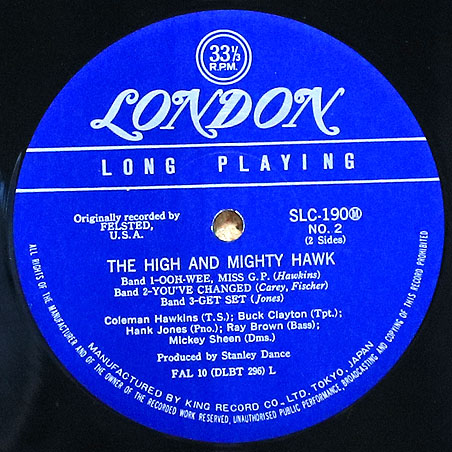 33⅓
R.P.M.
LONDON
LONG PLAYING
Originally recorded by
FELSTED,
U.S.A.
SLC-190Ⓜ
NO. 2
(2 Sides)
THE HIGH AND MIGHTY HAWK
Band 1-OOH-WEE, MISS G.P. (Hawkins)
Band 2-YOU'VE CHANGED (Carey, Fischer)
Band 3-GET SET (Jones)
Coleman Hawkins (T.S.); Buck Clayton (Tpt.);
Hank Jones (Pno.); Ray Brown (Bass);
Mickey Sheen (Dms.)
Produced by Stanley Dance
FAL 10 (DLBT 296) L
MANUFACTURED BY KING RECORD CO., LTD. TOKYO, JAPAN
ALL RIGHTS OF THE MANUFACTURER AND OF THE OWNER OF THE RECORDED WORK RESERVED, UNAUTHORISED PUBLIC PERFORMANCE, BROADCASTING AND COPYING OF THIS RECORD PROHIBITED